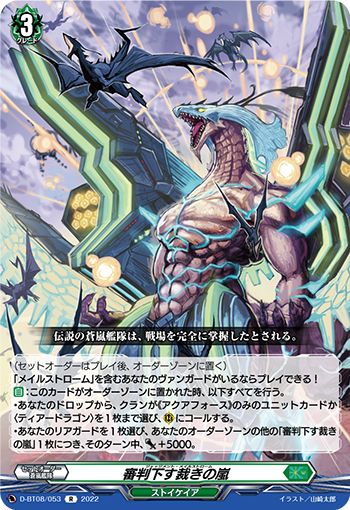 3
グレード
伝説の蒼嵐艦隊は、戦場を完全に掌握したとされる。
(セットオーダーはプレイ後、オーダーゾーンに置く)
「メイルストローム」を含むあなたのヴァンガードがいるならプレイできる!
:このカードがオーダーゾーンに置かれた時、以下すべてを行う。
・あなたのドロップから、クランが《アクアフォース》のみのユニットカードか
《ティアードラゴン》を1枚まで選び、Rにコールする。
・あなたのリアガードを1枚選び、あなたのオーダーゾーンの他の「審判下す裁きの
嵐」1枚につき、そのターン中、+5000。
セットオーダー
蒼嵐艦隊
審判下す裁きの嵐
D-BT08/053 R 2022
ストイケイア
イラスト/山崎太郎